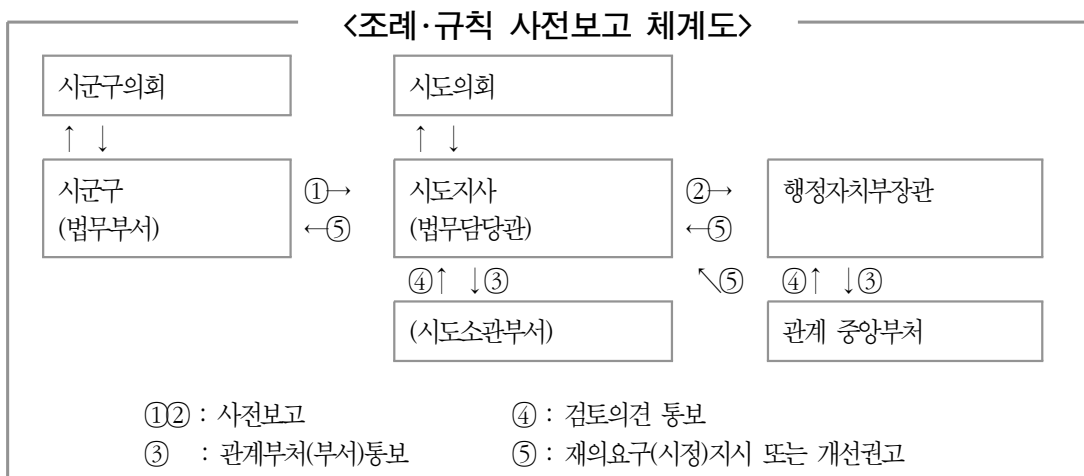 <조례·규칙 사전보고 체계도>
시군구의회 시도의회
↑ ↓ ↑ ↓
시군구 ①→ 시도지사 ②→ 행정자치부장관
(법무부서) ←⑤ (법무담당관) ←⑤
④↑ ↓③ ↖⑤ ④↑ ↓③
(시도소관부서) 관계 중앙부처
①② : 사전보고 ④ : 검토의견 통보
③ : 관계부처(부서)통보 ⑤ : 재의요구(시정)지시 또는 개선권고